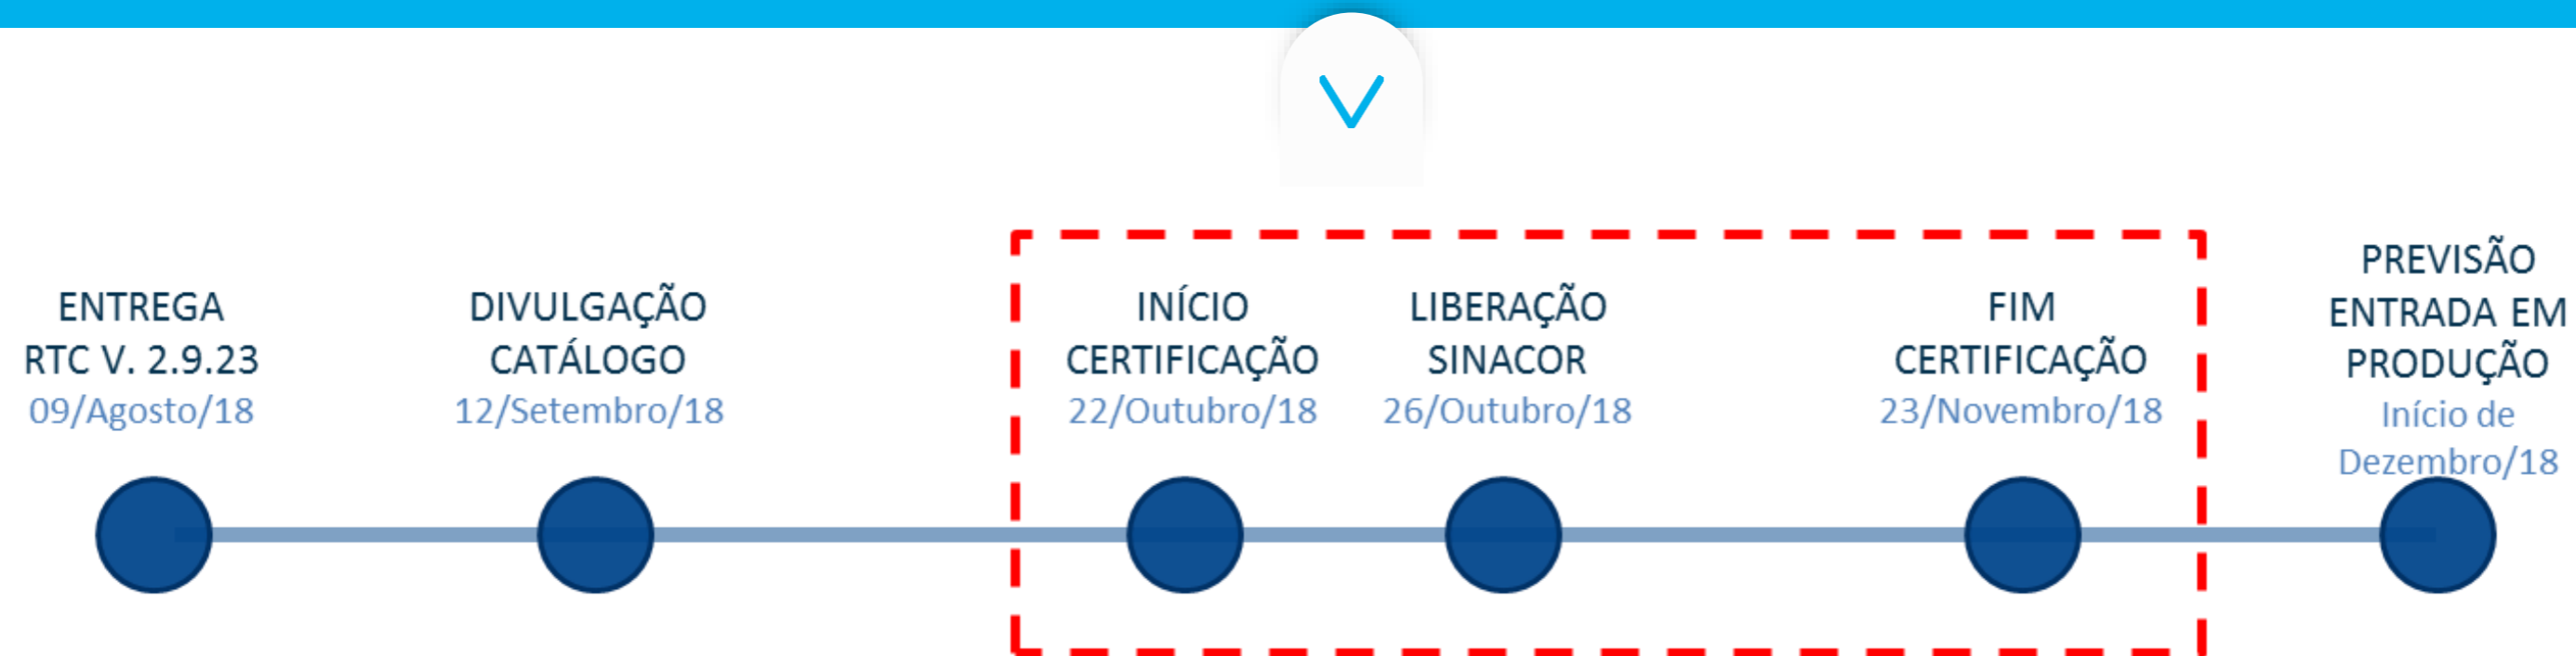 ENTREGA
RTC V. 2.9.23
09/Agosto/18
DIVULGAÇÃO
CATÁLOGO
12/Setembro/18
INÍCIO
CERTIFICAÇÃO
22/Outubro/18
LIBERAÇÃO
SINACOR
26/Outubro/18
FIM
CERTIFICAÇÃO
23/Novembro/18
PREVISÃO
ENTRADA EM
PRODUÇÃO
Início de
Dezembro/18